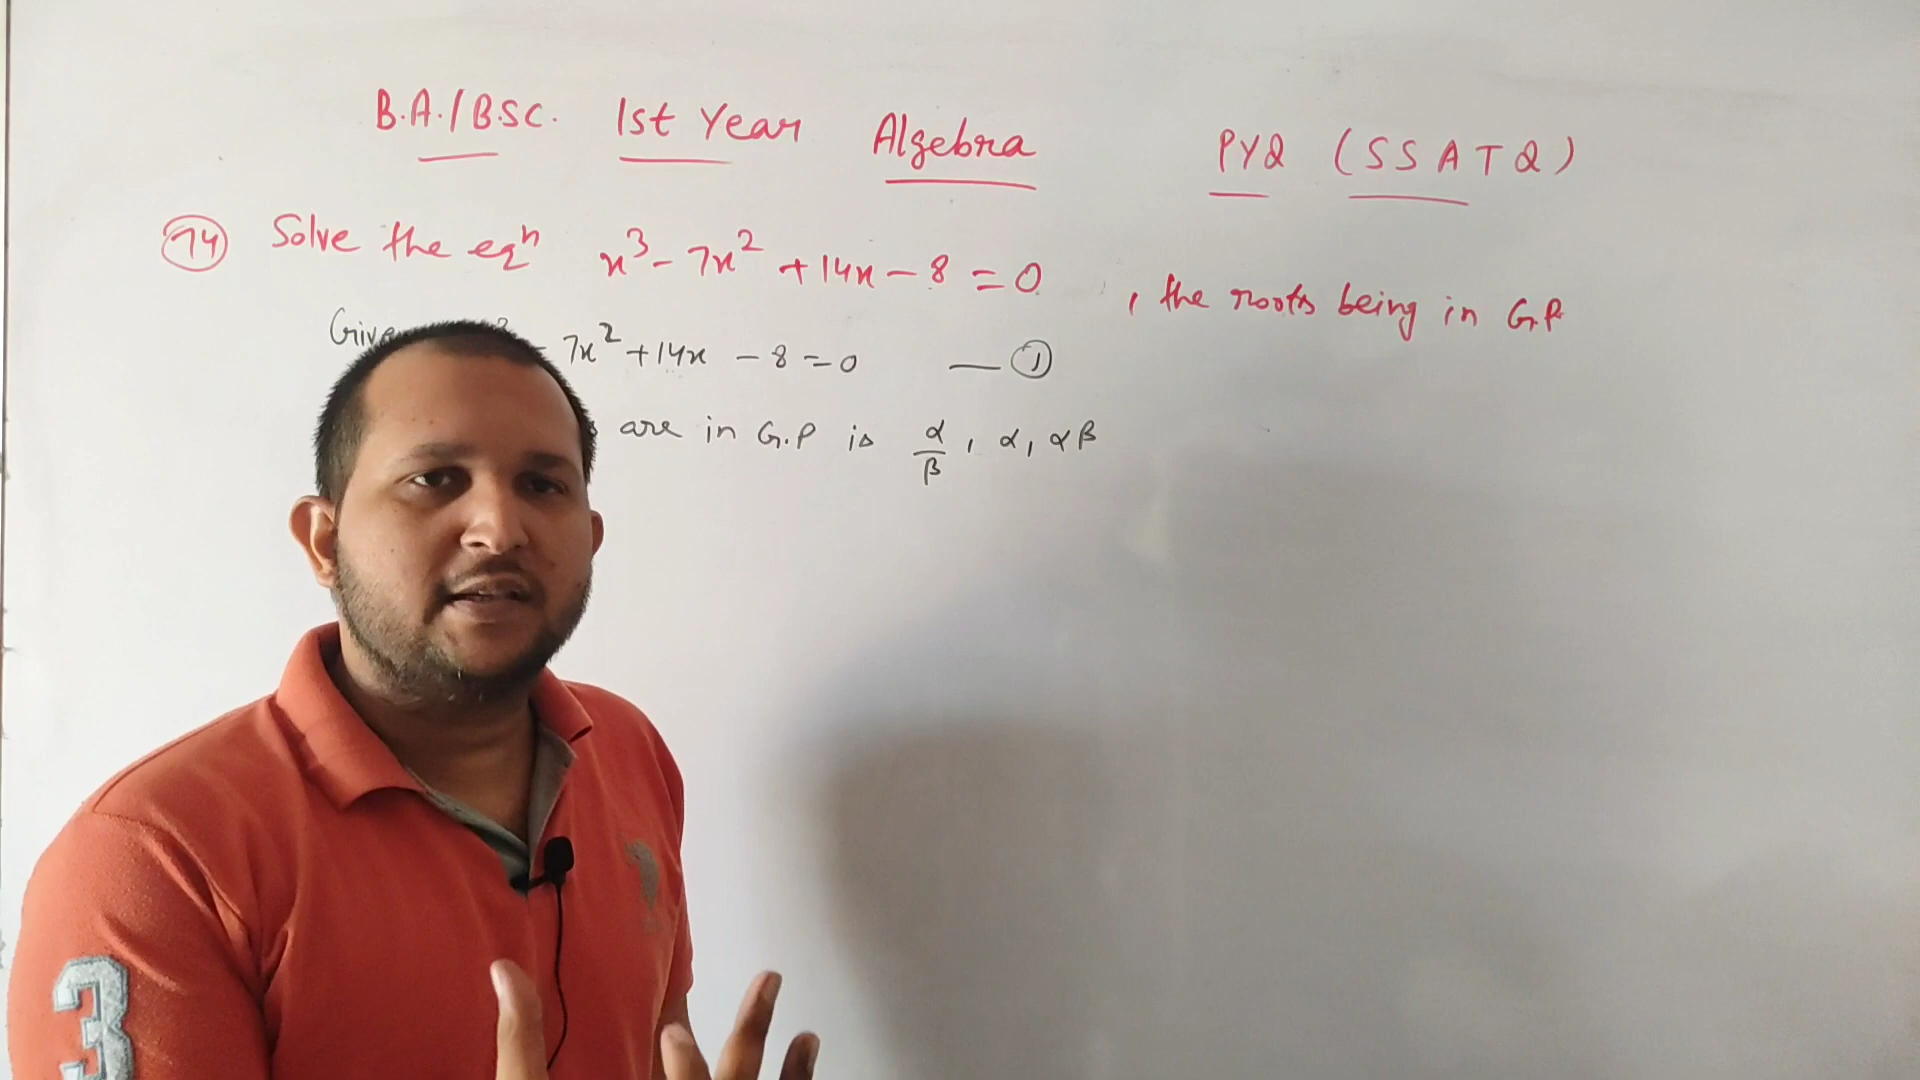 B.A./B.SC. 1st Year Algebra PYQ (SSATQ)
74 Solve the eqⁿ x³ - 7x² + 14x - 8 = 0 , the roots being in G.P.
7x² + 14x - 8 = 0 — ①
are in G.P is α/β , α, αβ
3